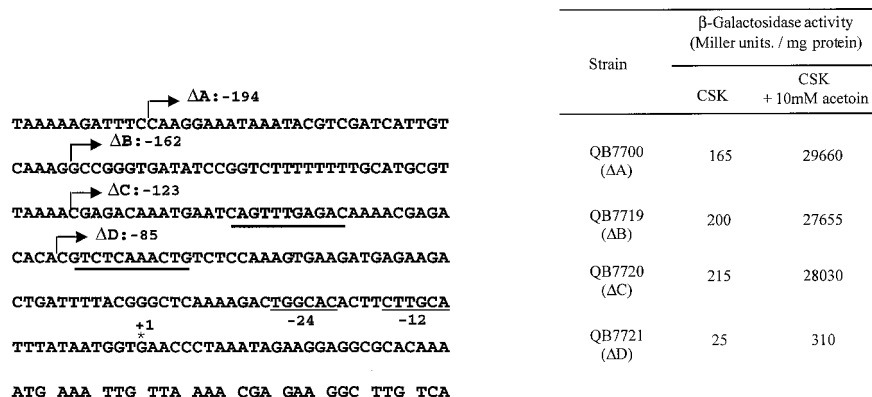 ΔA:-194
TAAAAAGATTTCCAAGGAAATAAATACGTCGATCATTGT
ΔB:-162
CAAAGGCCGGGTGATATCCGGTCTTTTTTTTGCATGCGT
ΔC:-123
TAAAACGAGACAAATGAATCAGTTTGAGACAAAACGAGA
ΔD:-85
CACACGTCTCAAACTGTCTCCAAAGTGAAGATGAGAAGA
CTGATTTTACGGGCTCAAAAGACTGGCACACTTCTTGCA
-24 -12
+1
*
TTTATAATGGTGAACCCTAAATAGAAGGAGGCGCACAAA
ATG AAA TTG TTA AAA CGA GAA GGC TTG TCA
β-Galactosidase activity
(Miller units. / mg protein)
Strain
CSK
CSK
+ 10mM acetoin
QB7700
(ΔA) 165 29660
QB7719
(ΔB) 200 27655
QB7720
(ΔC) 215 28030
QB7721
(ΔD) 25 310